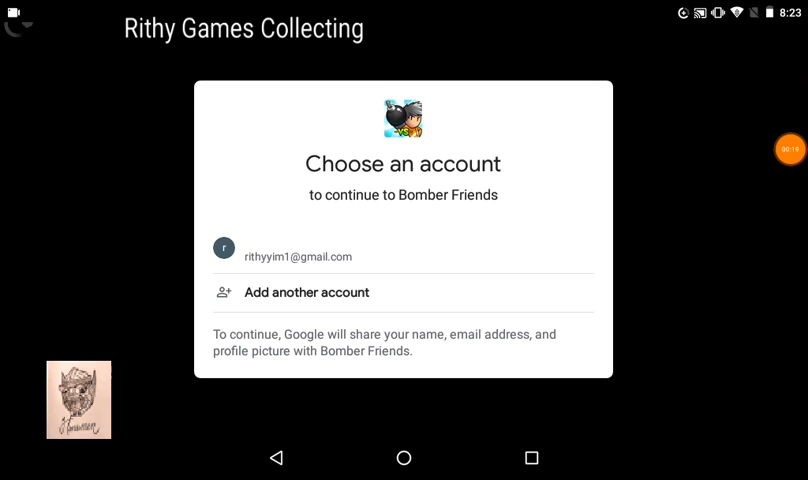 8:23
Rithy Games Collecting
VS
Choose an account
to continue to Bomber Friends
00:19
r
rithyyim1@gmail.com
Add another account
To continue, Google will share your name, email address, and
profile picture with Bomber Friends.